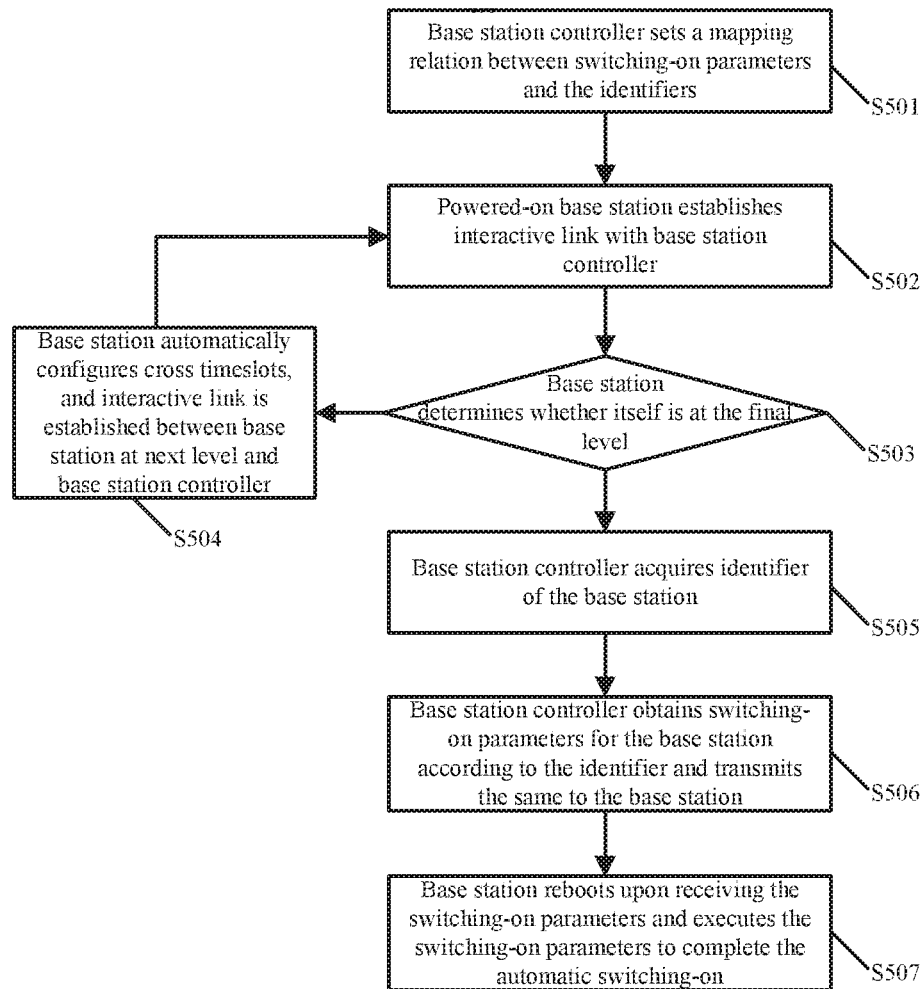 Base station controller sets a mapping
relation between switching-on parameters
and the identifiers
S501
Powered-on base station establishes
interactive link with base station
controller
S502
Base station
determines whether itself is at the final
level
S503
Base station automatically
configures cross timeslots,
and interactive link is
established between base
station at next level and
base station controller
S504
Base station controller acquires identifier
of the base station
S505
Base station controller obtains switching-
on parameters for the base station
according to the identifier and transmits
the same to the base station
S506
Base station reboots upon receiving the
switching-on parameters and executes the
switching-on parameters to complete the
automatic switching-on
S507